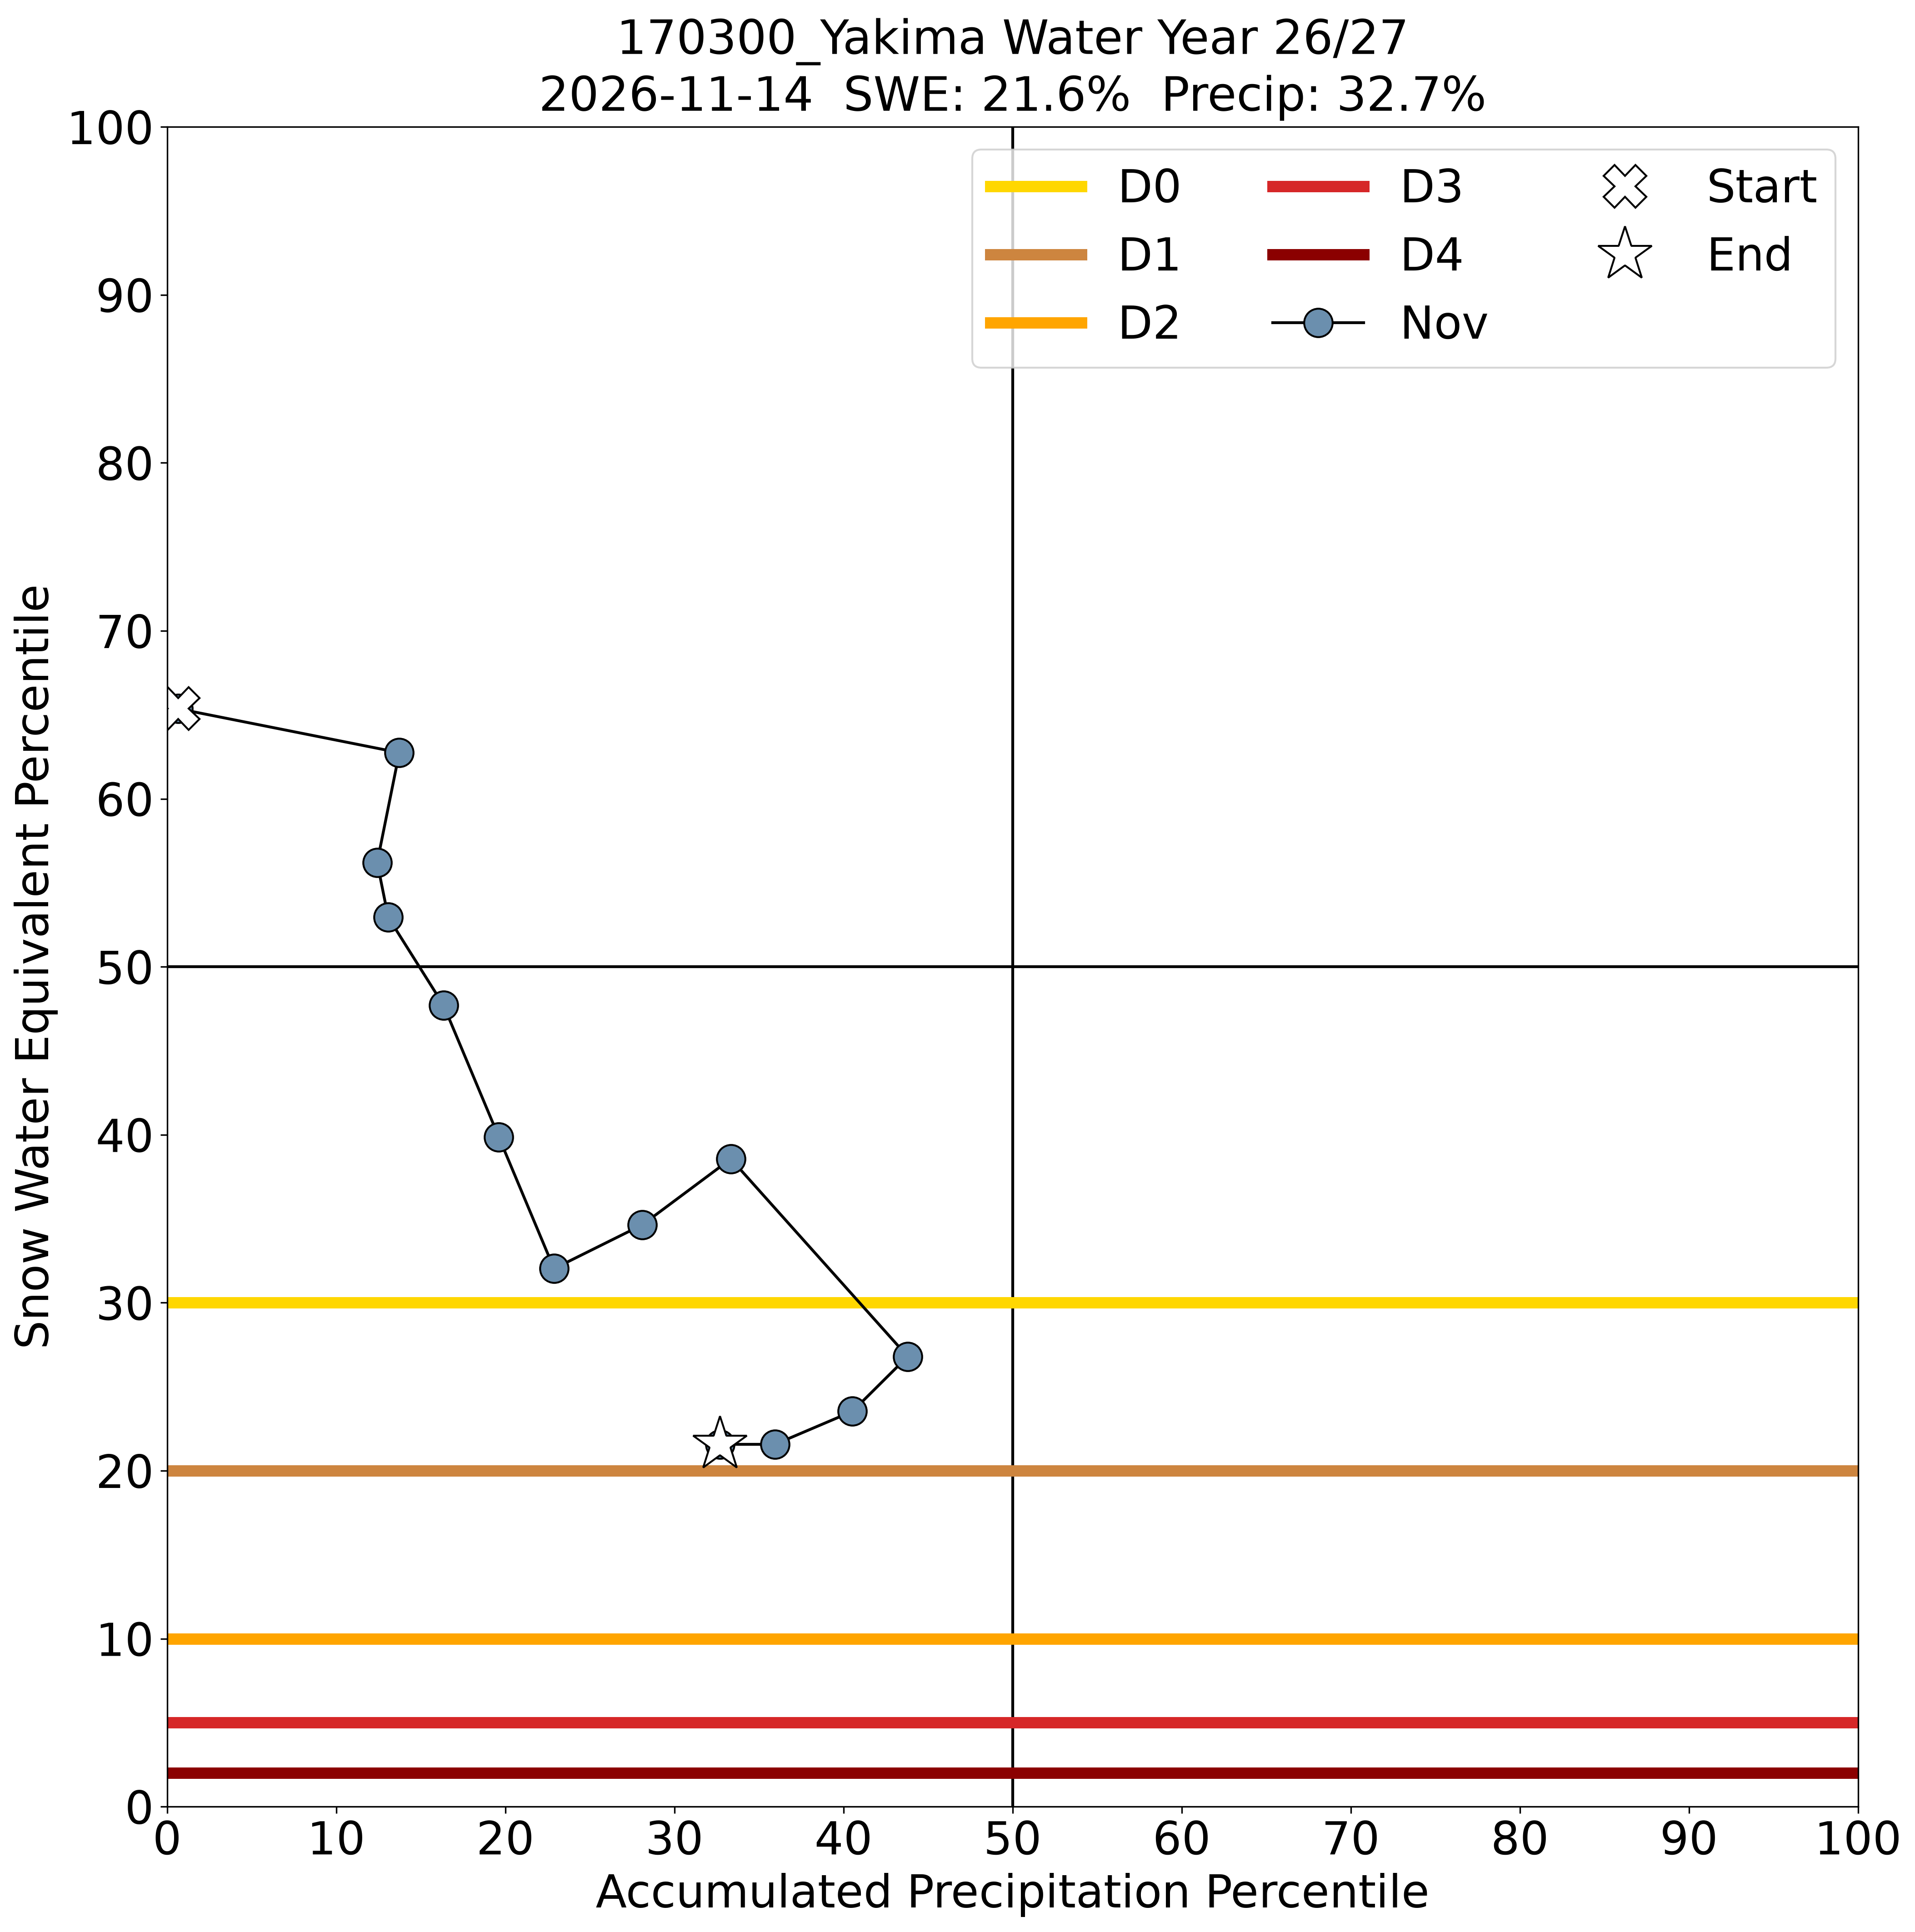 170300_Yakima Water Year 26/27
2026-11-14  SWE: 21.6%  Precip: 32.7%
D0
D1
D2
D3
D4
Nov
Start
End
Snow Water Equivalent Percentile
100
90
80
70
60
50
40
30
20
10
0
0 10 20 30 40 50 60 70 80 90 100
Accumulated Precipitation Percentile